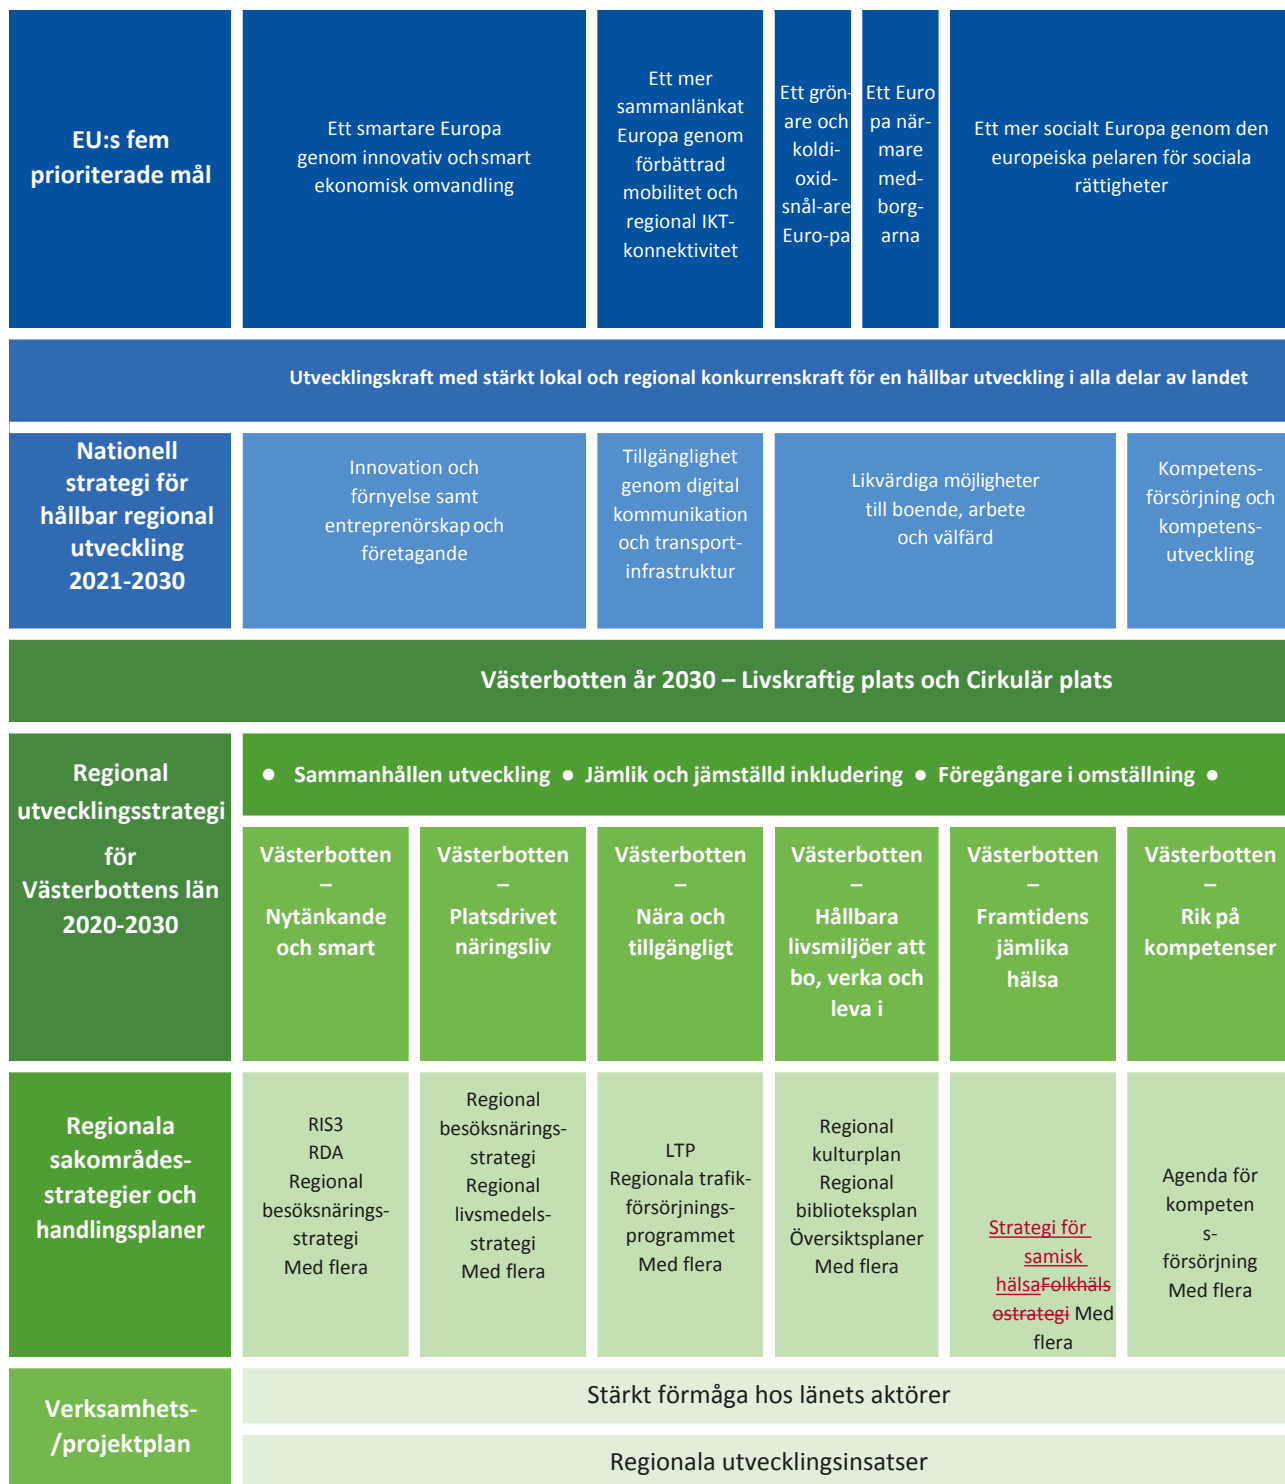 EU:s fem
prioriterade mål
Ett smartare Europa
genom innovativ och smart
ekonomisk omvandling
Ett mer
sammanlänkat
Europa genom
förbättrad
mobilitet och
regional IKT-
konnektivitet
Ett grön-
are och
koldi-
oxid-
snål-are
Euro-pa
Ett Euro
pa när-
mare
med-
borg-
arna
Ett mer socialt Europa genom den
europeiska pelaren för sociala
rättigheter
Utvecklingskraft med stärkt lokal och regional konkurrenskraft för en hållbar utveckling i alla delar av landet
Nationell
strategi för
hållbar regional
utveckling
2021-2030
Innovation och
förnyelse samt
entreprenörskap och
företagande
Tillgänglighet
genom digital
kommunikation
och transport-
infrastruktur
Likvärdiga möjligheter
till boende, arbete
och välfärd
Kompetens-
försörjning och
kompetens-
utveckling
Västerbotten år 2030 – Livskraftig plats och Cirkulär plats
Regional
utvecklingsstrategi
för
Västerbottens län
2020-2030
● Sammanhållen utveckling ● Jämlik och jämställd inkludering ● Föregångare i omställning ●
Västerbotten
–
Nytänkande
och smart
Västerbotten
–
Platsdrivet
näringsliv
Västerbotten
–
Nära och
tillgängligt
Västerbotten
–
Hållbara
livsmiljöer att
bo, verka och
leva i
Västerbotten
–
Framtidens
jämlika
hälsa
Västerbotten
–
Rik på
kompetenser
Regionala
sakområdes-
strategier och
handlingsplaner
RIS3
RDA
Regional
besöksnärings-
strategi
Med flera
Regional
besöksnärings-
strategi
Regional
livsmedels-
strategi
Med flera
LTP
Regionala trafik-
försörjnings-
programmet
Med flera
Regional
kulturplan
Regional
biblioteksplan
Översiktsplaner
Med flera
Strategi för
samisk
hälsaFolkhäls
ostrategi Med
flera
Agenda för
kompeten
s-
försörjning
Med flera
Verksamhets-
/projektplan
Stärkt förmåga hos länets aktörer
Regionala utvecklingsinsatser